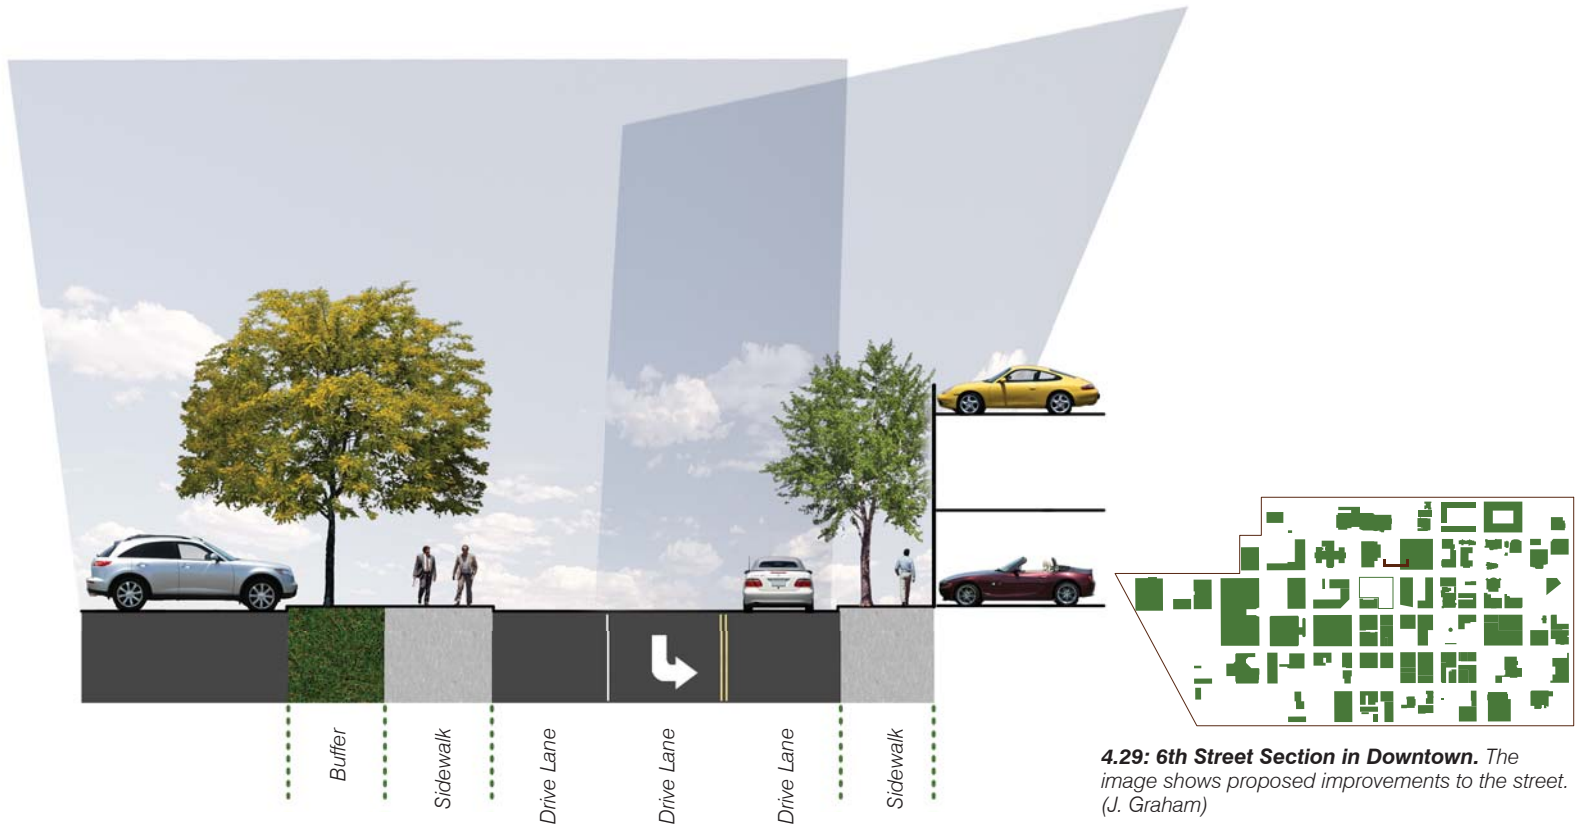 Buffer
Sidewalk
Drive Lane
Drive Lane
Drive Lane
Sidewalk
4.29: 6th Street Section in Downtown. The
image shows proposed improvements to the street.
(J. Graham)